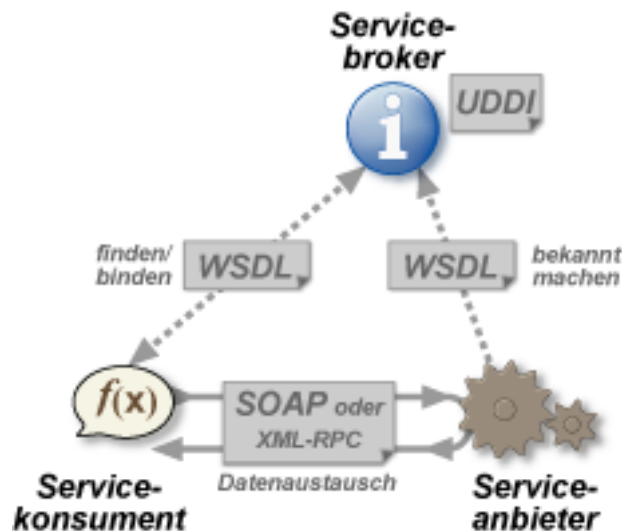 Service-
broker
i
UDDI
finden/
binden
WSDL
WSDL
bekannt
machen
f(x)
SOAP oder
XML-RPC
Datenaustausch
Service-
konsument
Service-
anbieter